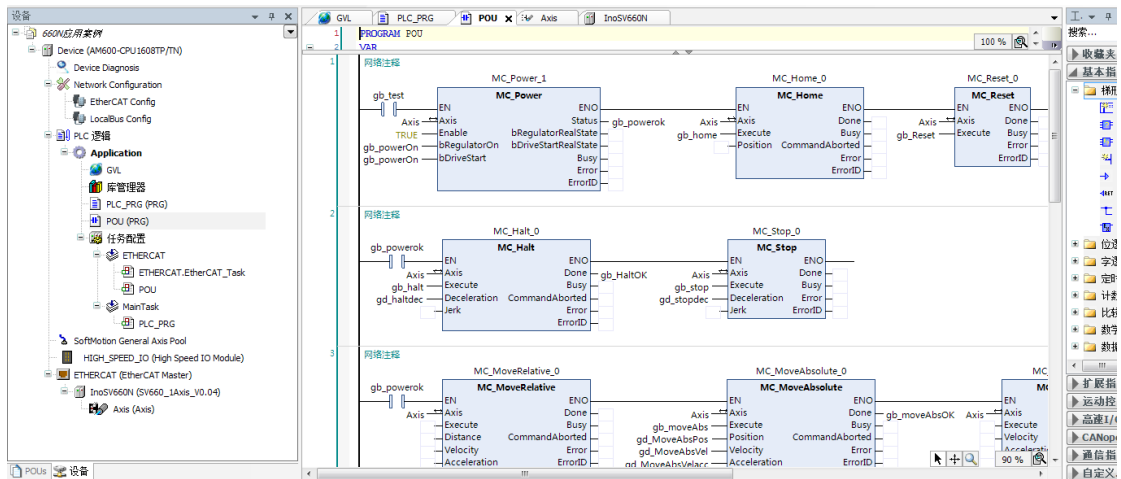 设备
660N应用案例
Device (AM600-CPU1608TP/TN)
Device Diagnosis
Network Configuration
EtherCAT Config
LocalBus Config
PLC 逻辑
Application
GVL
库管理器
PLC_PRG (PRG)
POU (PRG)
任务配置
ETHERCAT
ETHERCAT.EtherCAT_Task
POU
MainTask
PLC_PRG
SoftMotion General Axis Pool
HIGH_SPEED_IO (High Speed IO Module)
ETHERCAT (EtherCAT Master)
InoSV660N (SV660_1Axis_V0.04)
Axis (Axis)
POUs 设备
GVL PLC_PRG POU Axis InoSV660N
1 PROGRAM POU
2 VAR
100 %
1 网络注释
MC_Power_1 MC_Home_0 MC_Reset_0
gb_test MC_Power MC_Home MC_Reset
EN ENO EN ENO EN ENO
Axis Axis Status gb_powerok Axis Axis Done Axis Axis Done
TRUE Enable bRegulatorRealState gb_home Execute Busy gb_Reset Execute Busy
gb_powerOn bRegulatorOn bDriveStartRealState Position CommandAborted Error
gb_powerOn bDriveStart Busy Error ErrorID
Error ErrorID
ErrorID
2 网络注释
MC_Halt_0 MC_Stop_0
gb_powerok MC_Halt MC_Stop
EN ENO EN ENO
Axis Axis Done gb_HaltOK Axis Axis Done
gb_halt Execute Busy gb_stop Execute Busy
gd_haltdec Deceleration CommandAborted gd_stopdec Deceleration Error
Jerk Error Jerk ErrorID
ErrorID
3 网络注释
MC_MoveRelative_0 MC_MoveAbsolute_0 MC_
gb_powerok MC_MoveRelative MC_MoveAbsolute
EN ENO EN ENO EN
Axis Axis Done Axis Axis Done gb_moveAbsOK Axis Axis
Execute Busy gb_moveAbs Execute Busy Execute
Distance CommandAborted gd_MoveAbsPos Position CommandAborted Velocity
Velocity Error gd_MoveAbsVel Velocity Error
Acceleration ErrorID gd_MoveAbsVelacc Acceleration ErrorID
90 %
搜索...
收藏夹
基本指
梯形
位逻
字逻
定时
计数
比较
数学
数据
扩展指
运动控
高速I/
CANop
通信指
自定义